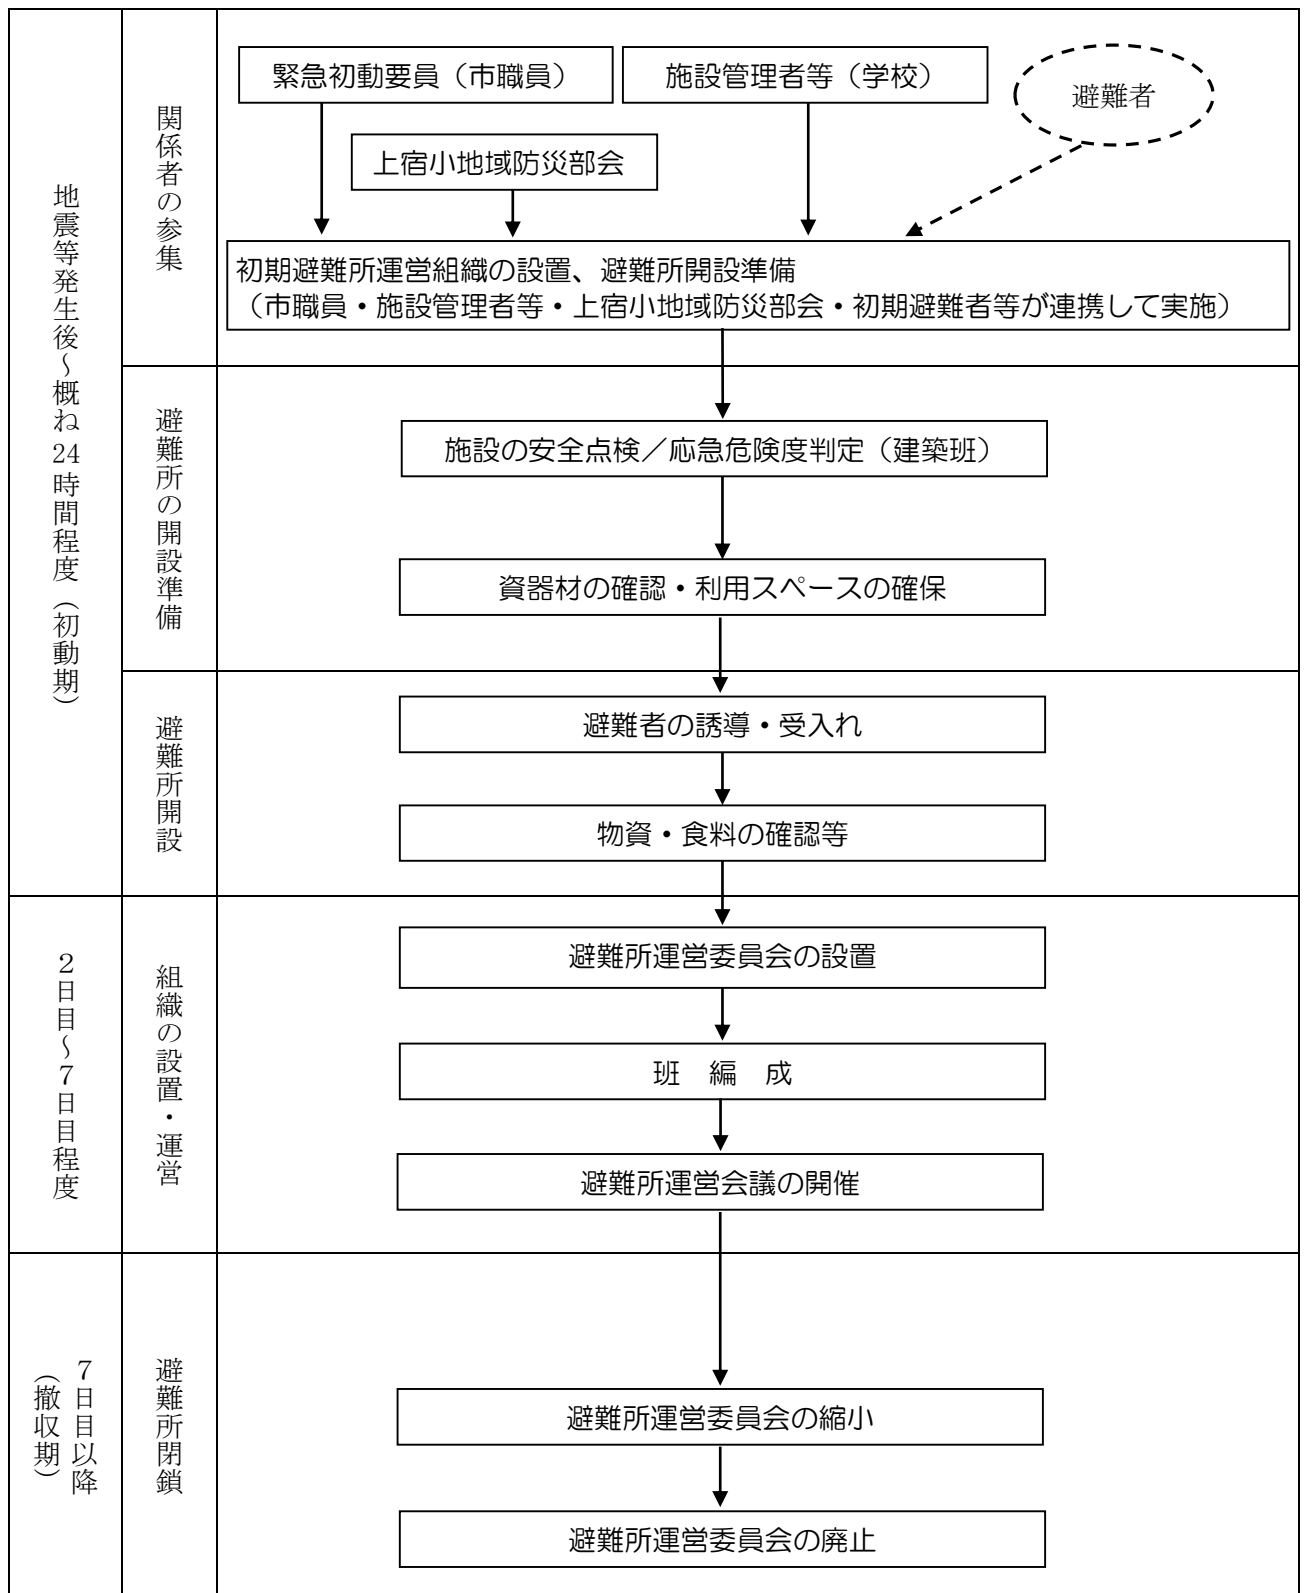 地震等発生後～概ね24時間程度（初動期）
関係者の参集
緊急初動要員（市職員）
施設管理者等（学校）
避難者
上宿小地域防災部会
初期避難所運営組織の設置、避難所開設準備
（市職員・施設管理者等・上宿小地域防災部会・初期避難者等が連携して実施）
避難所の開設準備
施設の安全点検／応急危険度判定（建築班）
資器材の確認・利用スペースの確保
避難所開設
避難者の誘導・受入れ
物資・食料の確認等
２日目～７日目程度
組織の設置・運営
避難所運営委員会の設置
班　編　成
避難所運営会議の開催
７日目以降
（撤収期）
避難所閉鎖
避難所運営委員会の縮小
避難所運営委員会の廃止